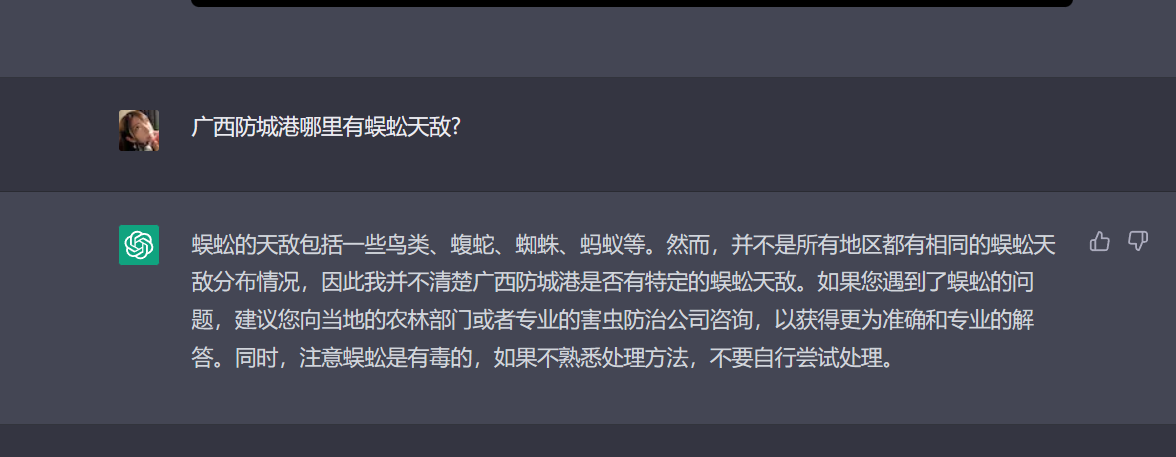 广西防城港哪里有蜈蚣天敌?
蜈蚣的天敌包括一些鸟类、蝮蛇、蜘蛛、蚂蚁等。然而，并不是所有地区都有相同的蜈蚣天
敌分布情况，因此我并不清楚广西防城港是否有特定的蜈蚣天敌。如果您遇到了蜈蚣的问
题，建议您向当地的农林部门或者专业的害虫防治公司咨询，以获得更为准确和专业的解
答。同时，注意蜈蚣是有毒的，如果不熟悉处理方法，不要自行尝试处理。